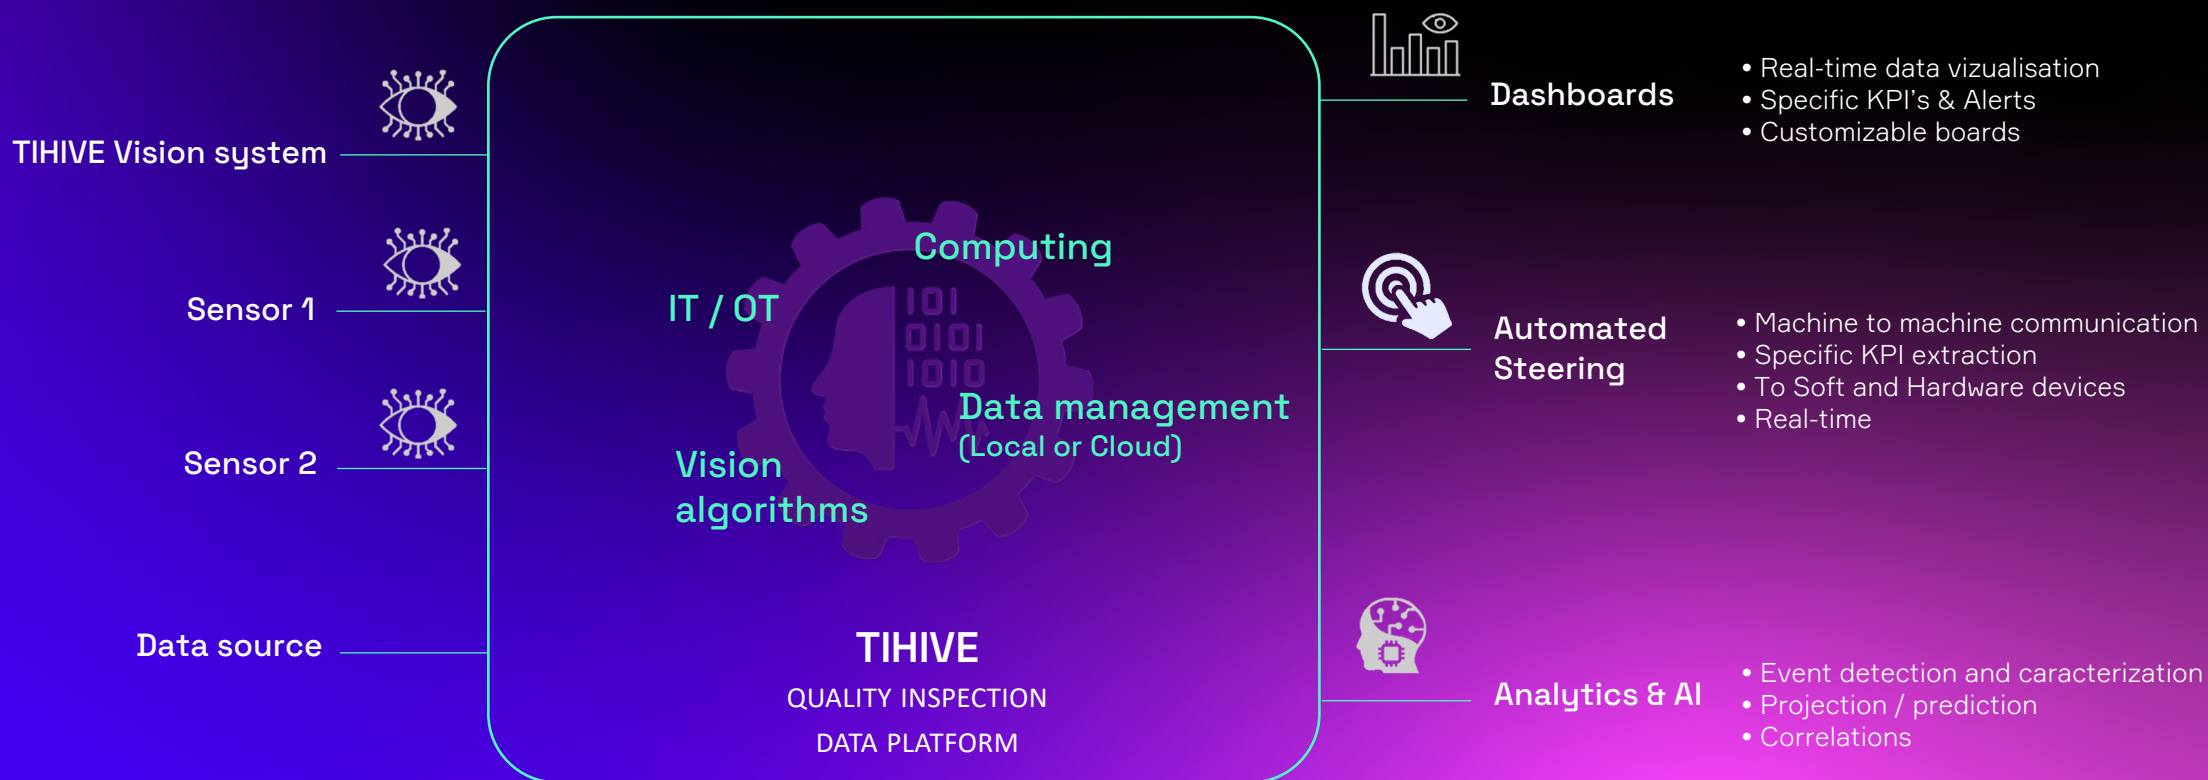 TIHIVE Vision system
Sensor 1
Sensor 2
Data source
Computing
IT / OT
101
0101
1010
Data management
(Local or Cloud)
Vision
algorithms
TIHIVE
QUALITY INSPECTION
DATA PLATFORM
Dashboards
• Real-time data vizualisation
• Specific KPI's & Alerts
• Customizable boards
Automated
Steering
• Machine to machine communication
• Specific KPI extraction
• To Soft and Hardware devices
• Real-time
Analytics & AI
• Event detection and caracterization
• Projection / prediction
• Correlations